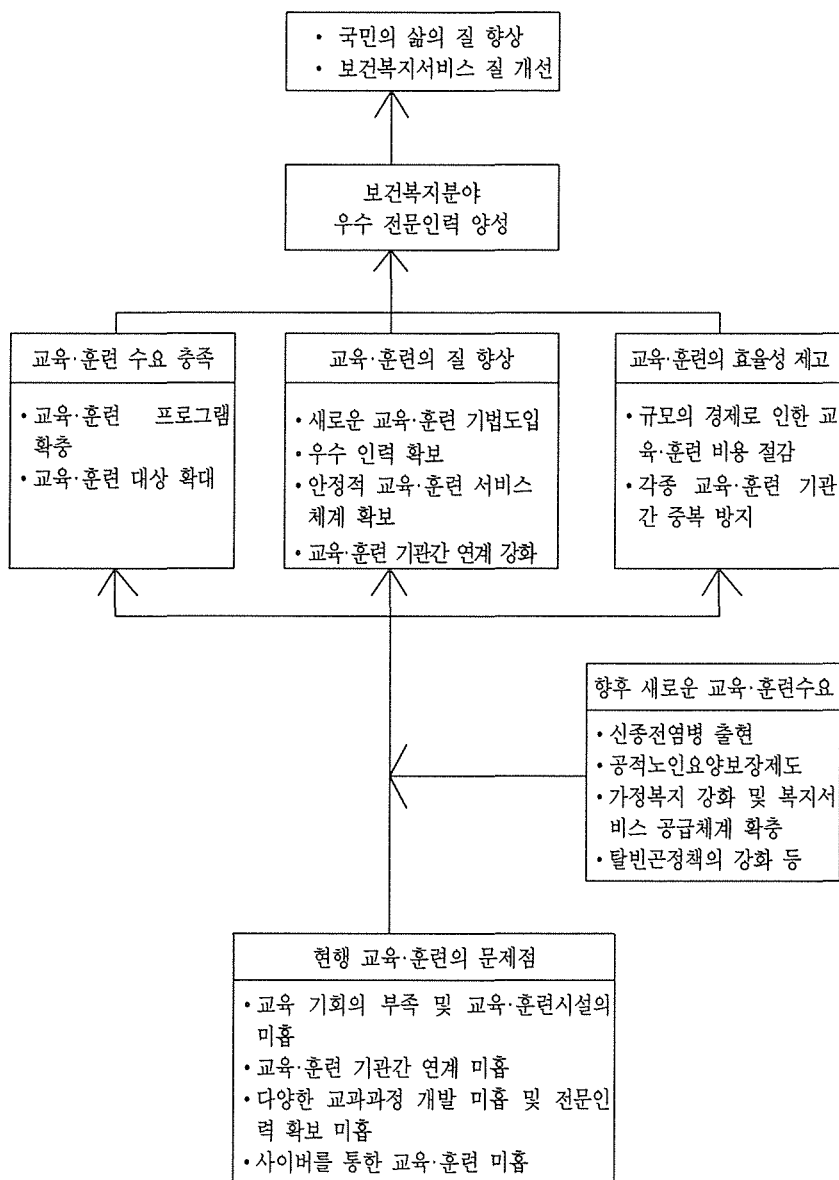 • 국민의 삶의 질 향상
• 보건복지서비스 질 개선
보건복지분야
우수 전문인력 양성
교육·훈련 수요 충족
• 교육·훈련 프로그램
확충
• 교육·훈련 대상 확대
교육·훈련의 질 향상
• 새로운 교육·훈련 기법도입
• 우수 인력 확보
• 안정적 교육·훈련 서비스
체계 확보
• 교육·훈련 기관간 연계 강화
교육·훈련의 효율성 제고
• 규모의 경제로 인한 교
육·훈련 비용 절감
• 각종 교육·훈련 기관
간 중복 방지
향후 새로운 교육·훈련수요
• 신종전염병 출현
• 공적노인요양보장제도
• 가정복지 강화 및 복지서
비스 공급체계 확충
• 탈빈곤정책의 강화 등
현행 교육·훈련의 문제점
• 교육 기회의 부족 및 교육·훈련시설의
미흡
• 교육·훈련 기관간 연계 미흡
• 다양한 교과과정 개발 미흡 및 전문인
력 확보 미흡
• 사이버를 통한 교육·훈련 미흡